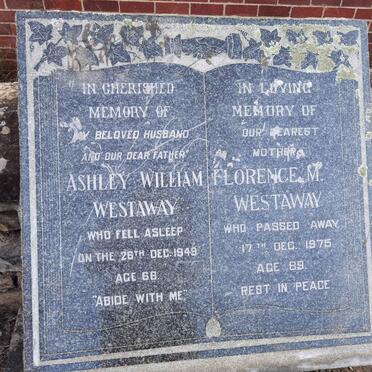 IN CHERISHED
MEMORY OF
MY BELOVED HUSBAND
AND OUR DEAR FATHER
ASHLEY WILLIAM
WESTAWAY
WHO FELL ASLEEP
ON THE 26TH DEC. 1949
AGE 68.
"ABIDE WITH ME"
IN LOVING
MEMORY OF
OUR DEAREST
MOTHER
FLORENCE M.
WESTAWAY
WHO PASSED AWAY
17TH DEC. 1975
AGE 89
REST IN PEACE